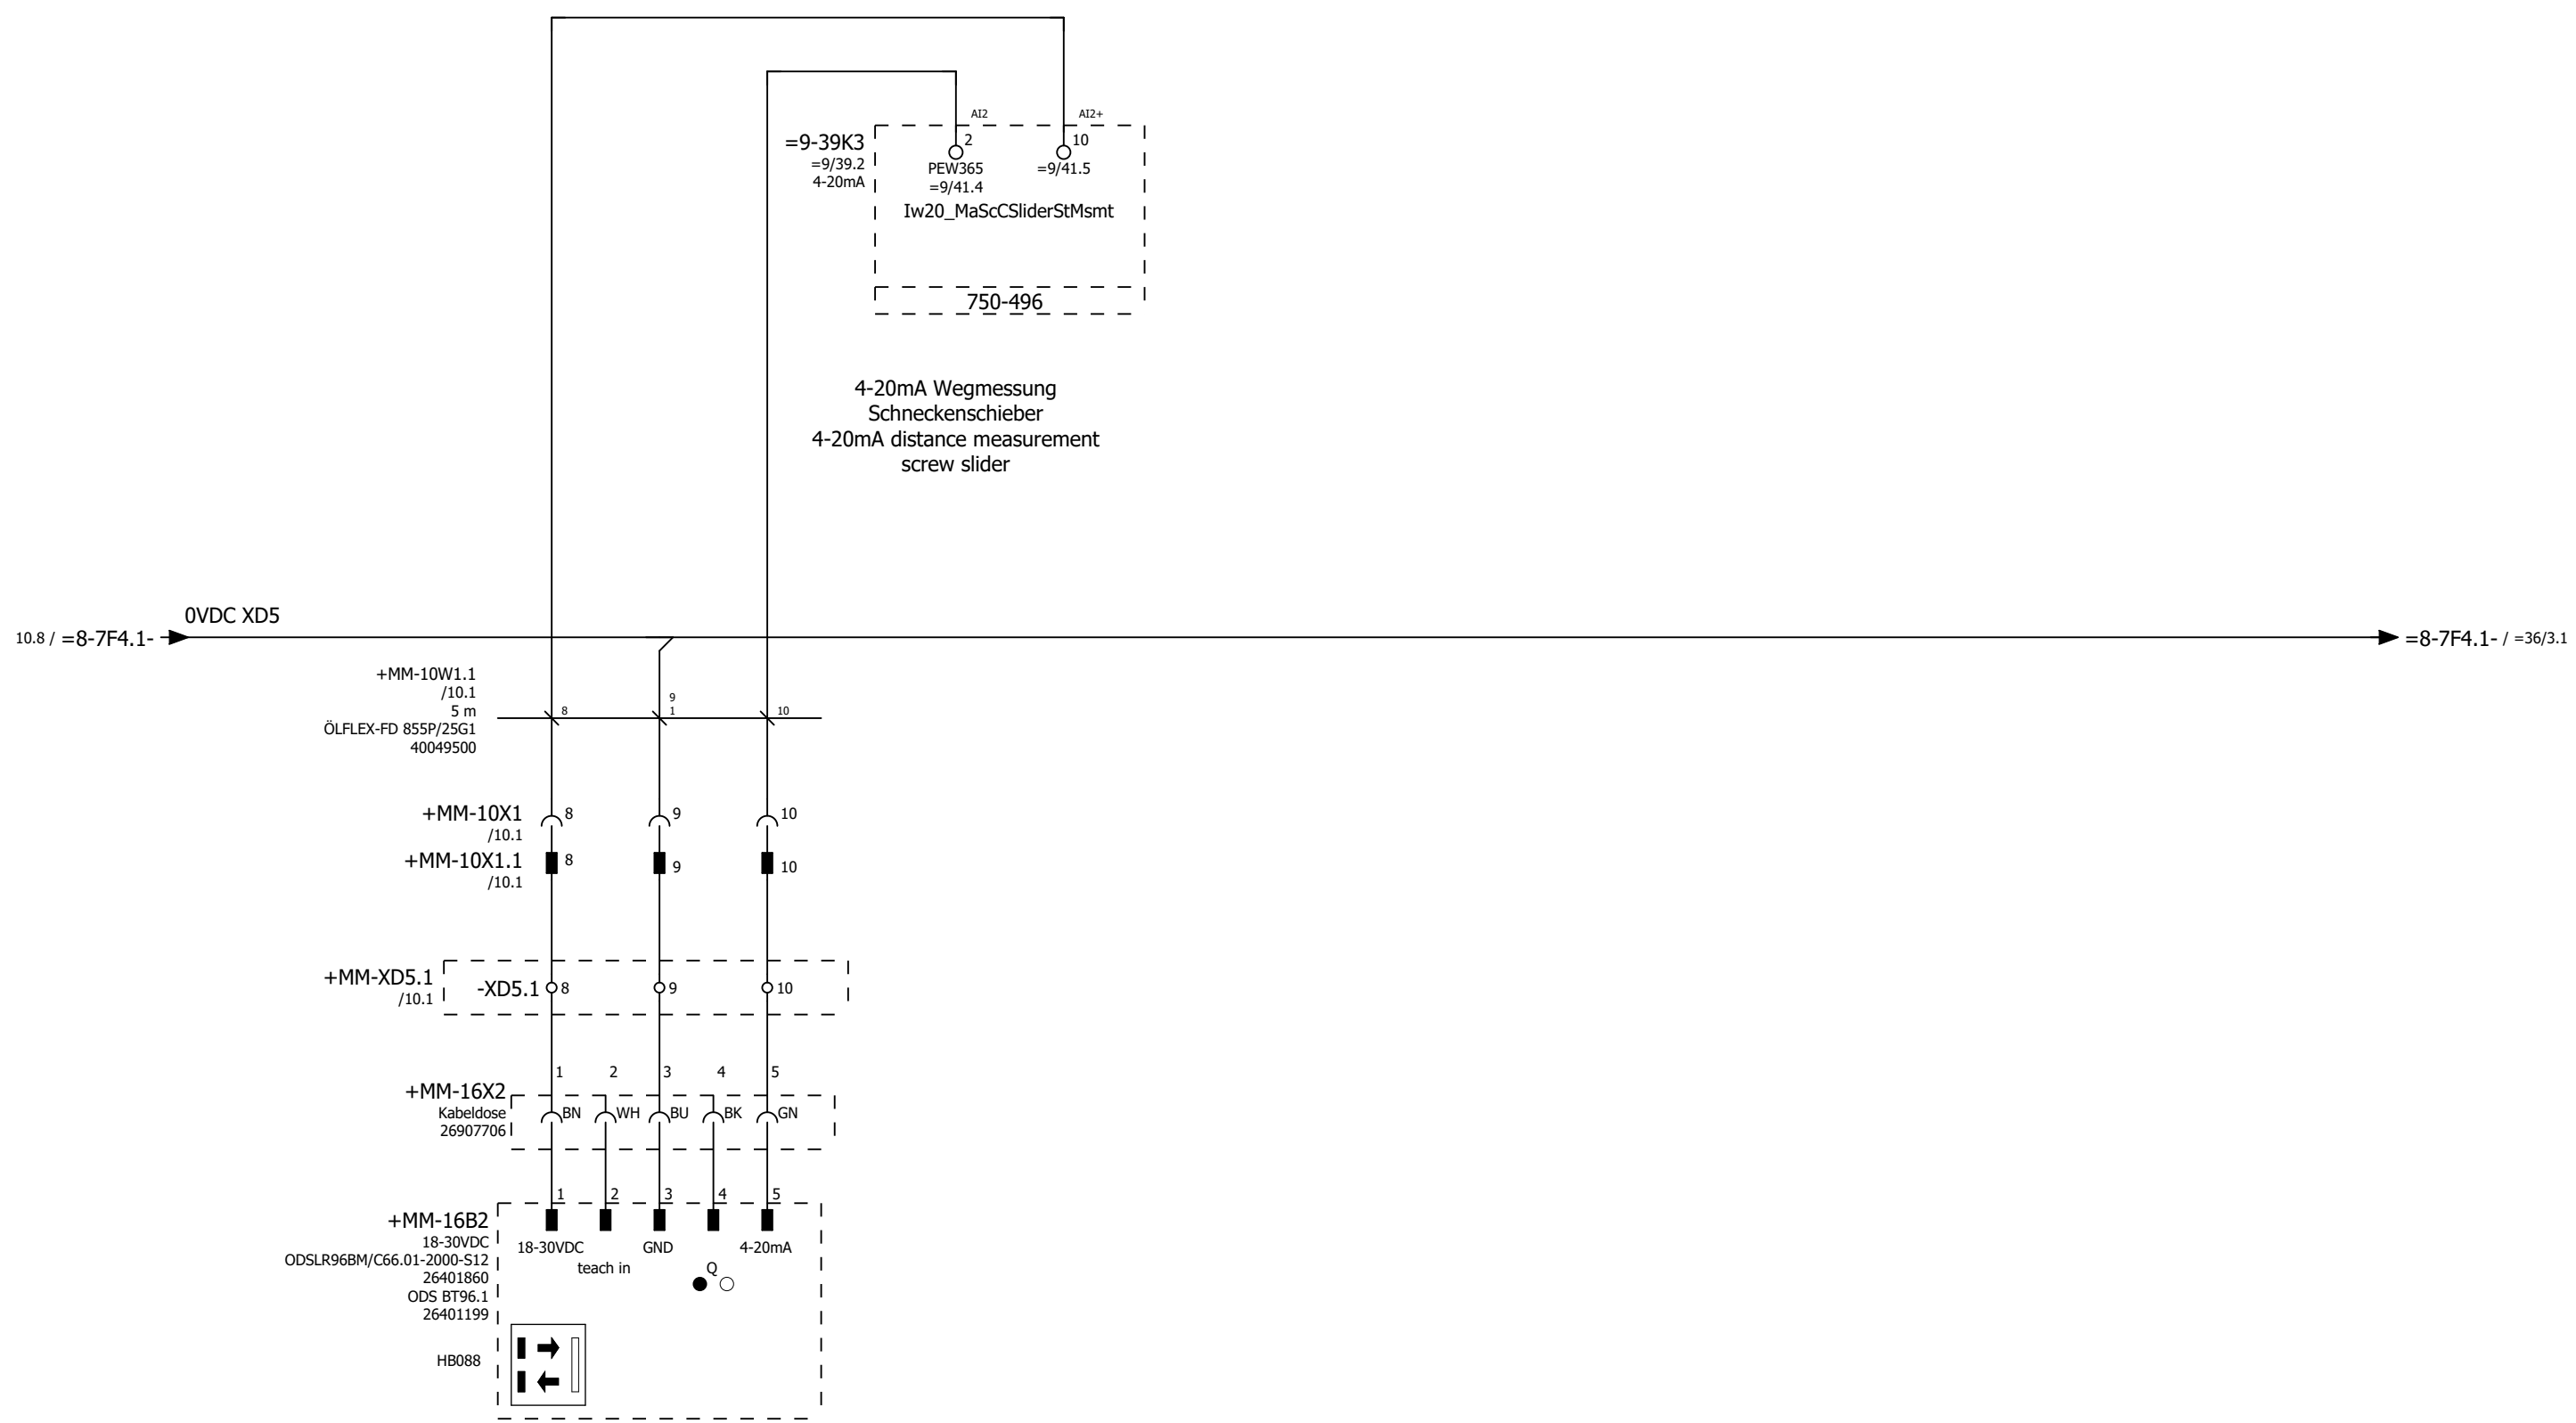 AI2 AI2+
=9-39K3 2 10
=9/39.2 PEW365 =9/41.5
4-20mA =9/41.4
Iw20_MaScCSliderStMsmt
750-496
4-20mA Wegmessung
Schneckenschieber
4-20mA distance measurement
screw slider
0VDC XD5
10.8 / =8-7F4.1- =8-7F4.1- / =36/3.1
+MM-10W1.1
/10.1
5 m
ÖLFLEX-FD 855P/25G1
40049500
9
8 1 10
+MM-10X1 8 9 10
/10.1
+MM-10X1.1 8 9 10
/10.1
+MM-XD5.1 -XD5.1 8 9 10
/10.1
1 2 3 4 5
+MM-16X2
Kabeldose BN WH BU BK GN
26907706
1 2 3 4 5
+MM-16B2
18-30VDC 18-30VDC GND 4-20mA
ODSLR96BM/C66.01-2000-S12 teach in Q
26401860
ODS BT96.1
26401199
HB088